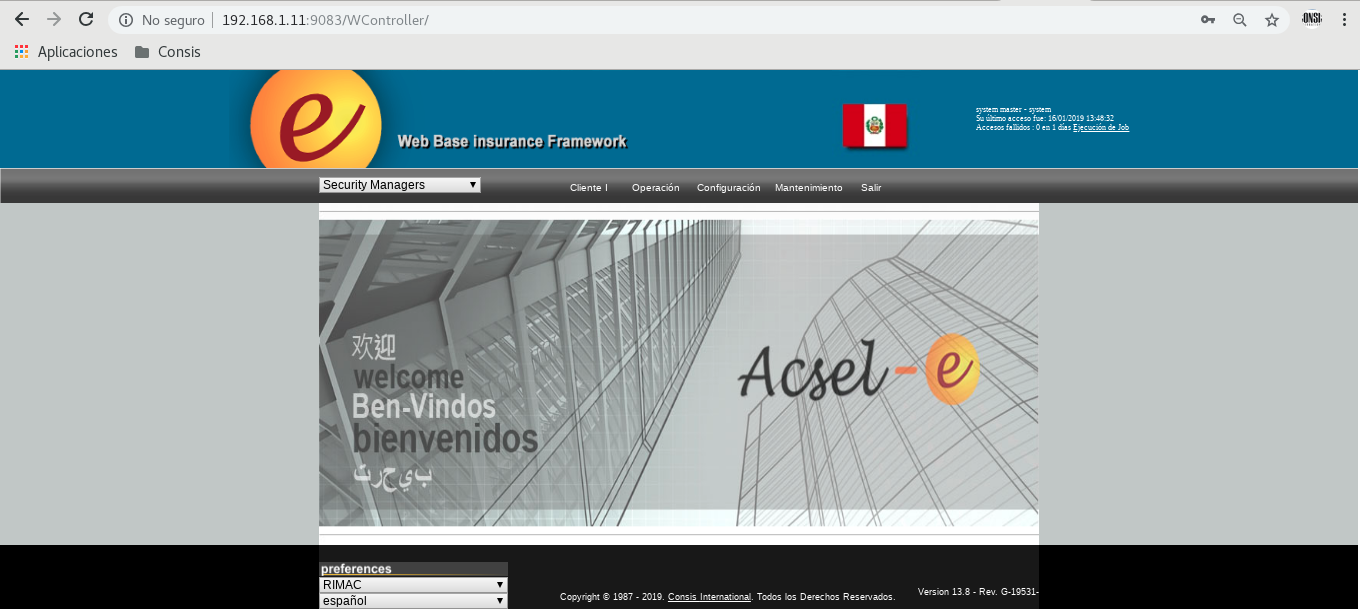 No seguro 192.168.1.11:9083/WController/
Aplicaciones Consis
e
Web Base insurance Framework
system master - system
Su último acceso fue: 16/01/2019 13:48:32
Accesos fallidos : 0 en 1 días Ejecución de Job
Security Managers
Cliente I Operación Configuración Mantenimiento Salir
欢迎
welcome
Ben-Vindos
bienvenidos
Acsel-e
preferences
RIMAC
español
Copyright © 1987 - 2019. Consis International. Todos los Derechos Reservados.
Version 13.8 - Rev. G-19531-